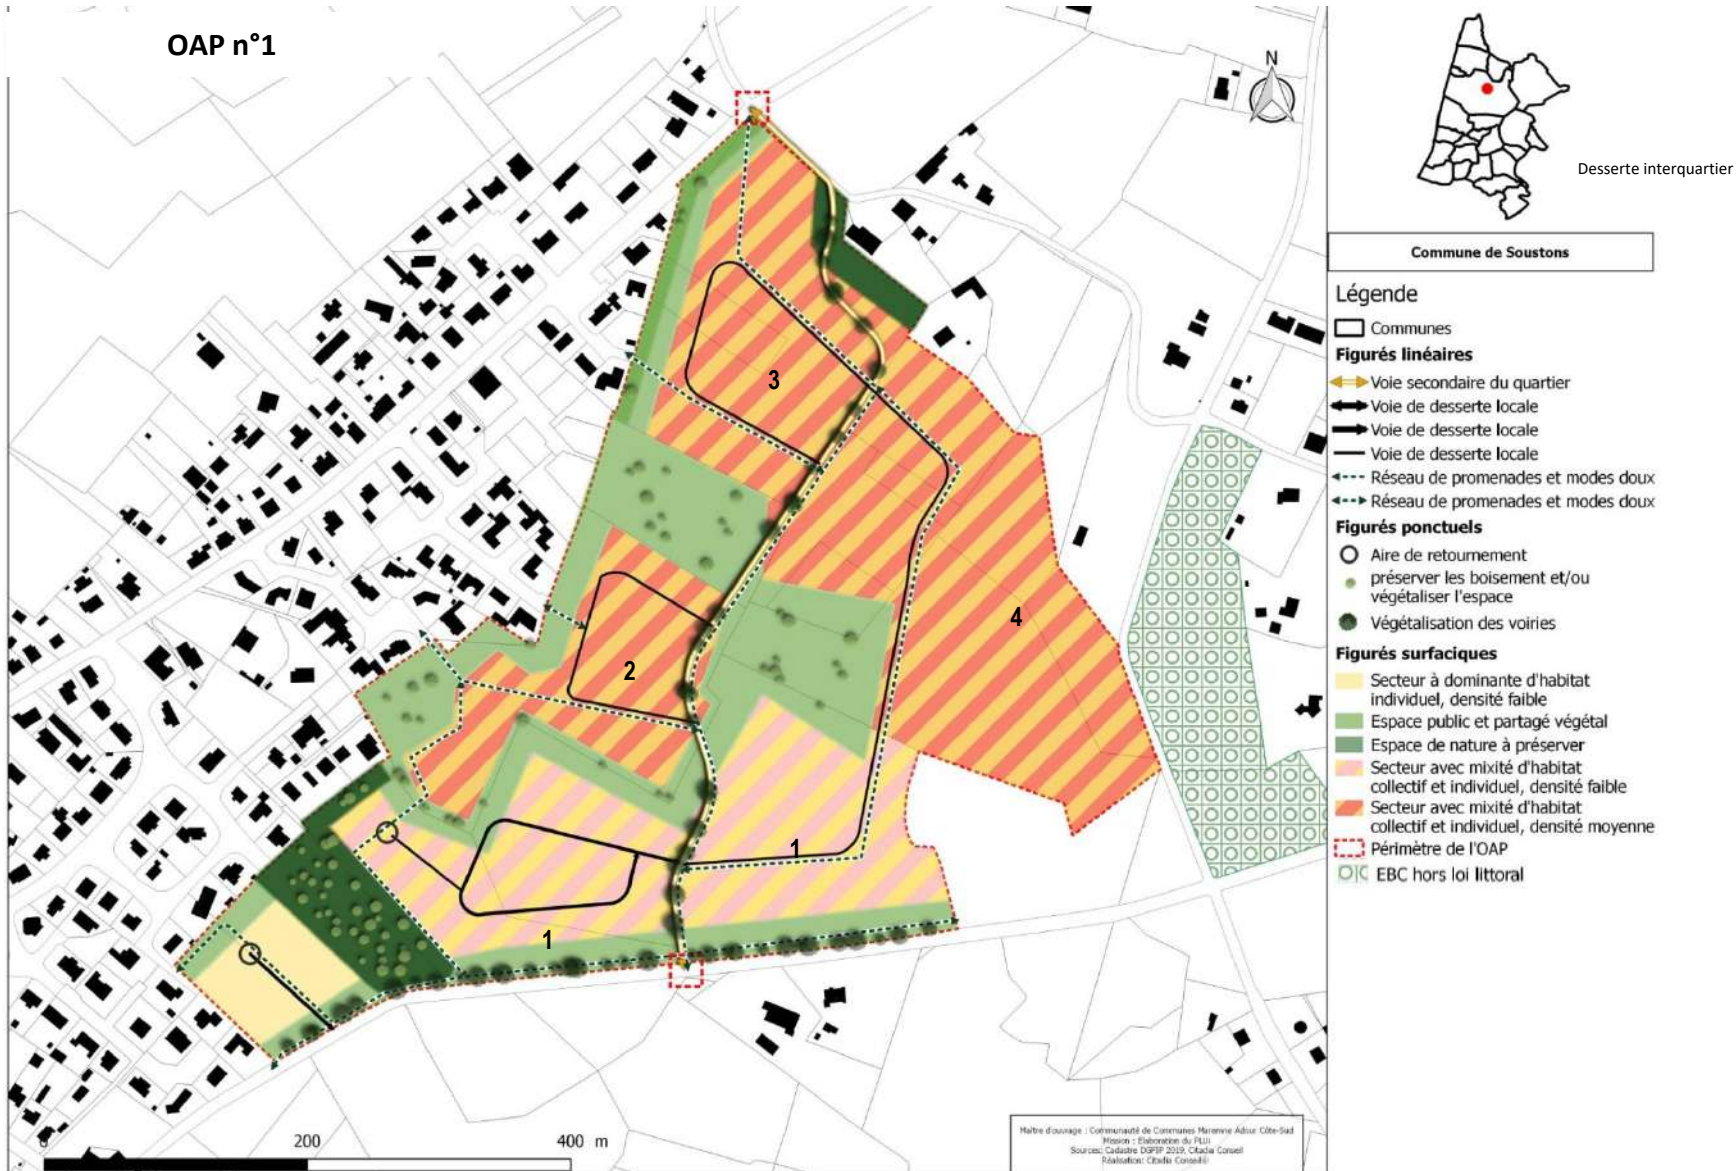 OAP n°1
N
Desserte interquartier
Commune de Soustons
Légende
Communes
Figurés linéaires
Voie secondaire du quartier
Voie de desserte locale
Voie de desserte locale
Voie de desserte locale
Réseau de promenades et modes doux
Réseau de promenades et modes doux
Figurés ponctuels
Aire de retournement
préserver les boisement et/ou
végétaliser l'espace
Végétalisation des voiries
Figurés surfaciques
Secteur à dominante d'habitat
individuel, densité faible
Espace public et partagé végétal
Espace de nature à préserver
Secteur avec mixité d'habitat
collectif et individuel, densité faible
Secteur avec mixité d'habitat
collectif et individuel, densité moyenne
Périmètre de l'OAP
EBC hors loi littoral
3
4
2
1
1
0 200 400 m
Maître d'ouvrage : Communauté de Communes Maremne Adour Côte-Sud
Mission : Elaboration du PLUi
Sources: Cadastre DGFIP 2019, Citadia Conseil
Réalisation: Citadia Conseil